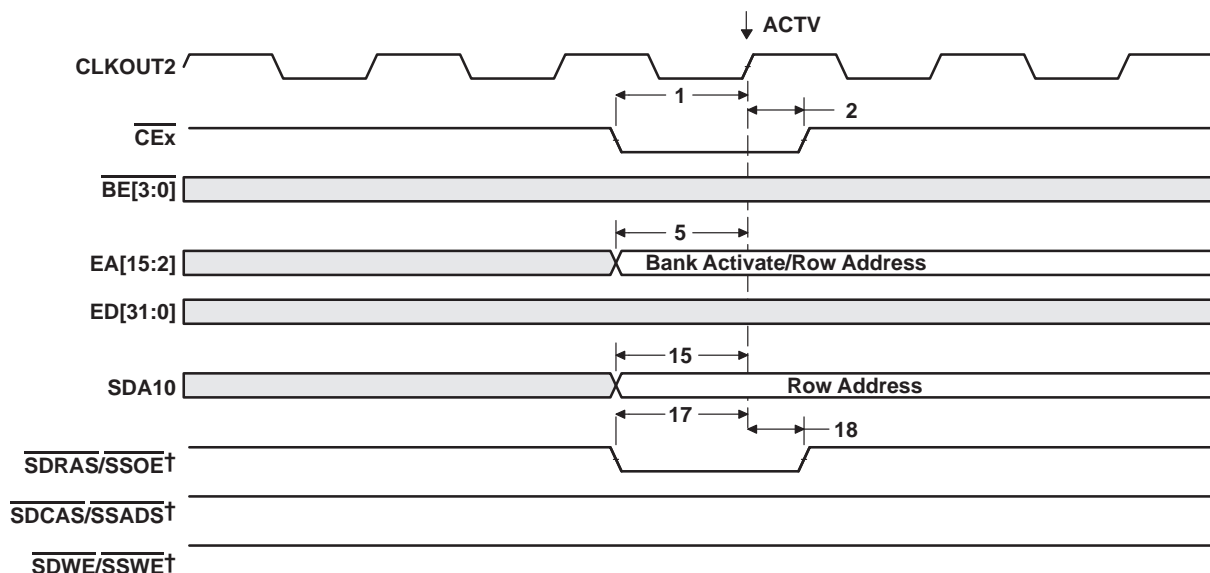 ACTV
CLKOUT2
1
2
CEx
BE[3:0]
5
EA[15:2]
Bank Activate/Row Address
ED[31:0]
15
SDA10
Row Address
17
18
SDRAS/SSOE†
SDCAS/SSADS†
SDWE/SSWE†